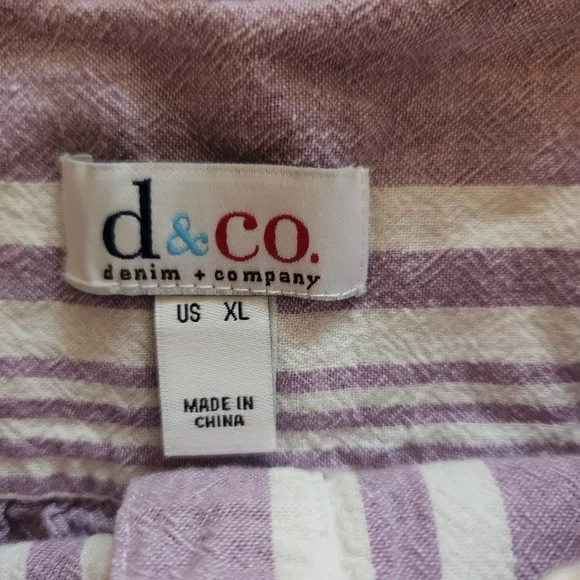 d&co.
denim + company
US XL
MADE IN
CHINA